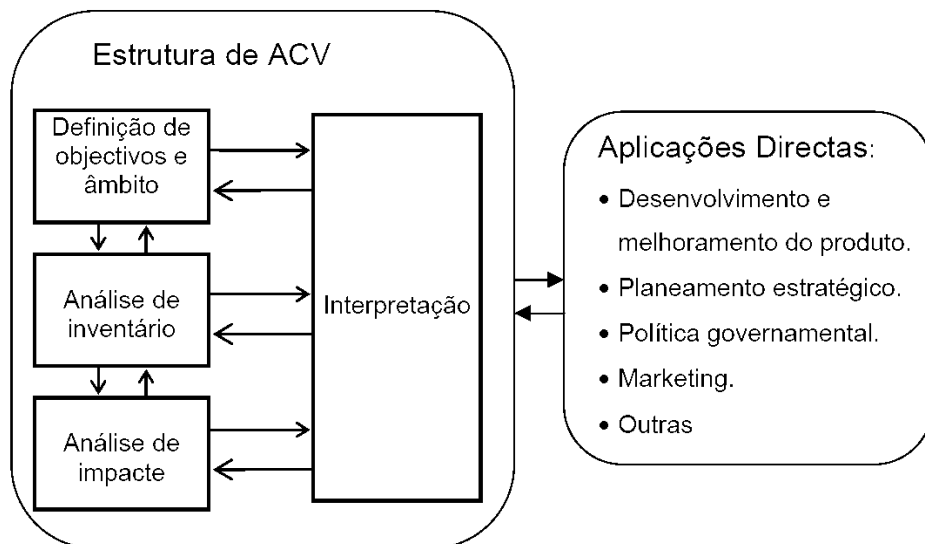 Estrutura de ACV
Definição de
objectivos e
âmbito
Análise de
inventário
Análise de
impacte
Interpretação
Aplicações Directas:
• Desenvolvimento e
melhoramento do produto.
• Planeamento estratégico.
• Política governamental.
• Marketing.
• Outras